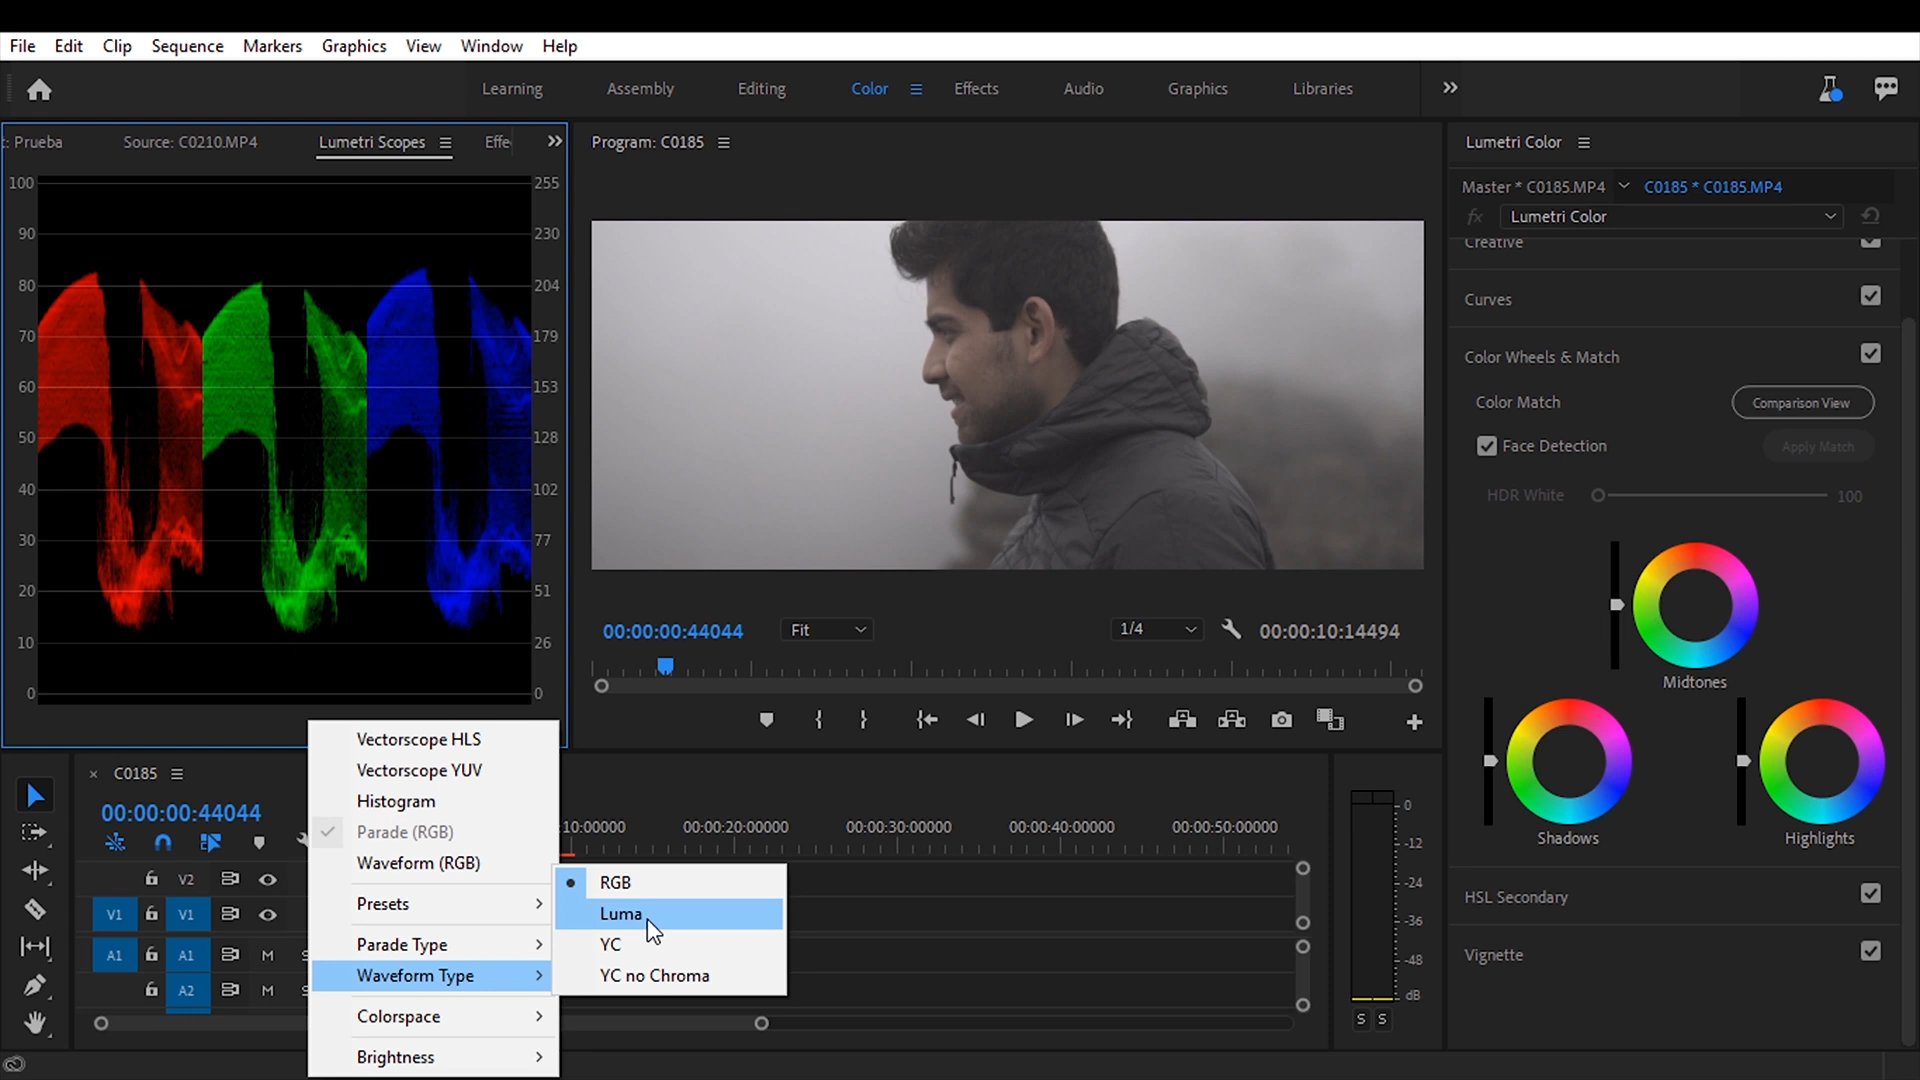 File Edit Clip Sequence Markers Graphics View Window Help
Learning Assembly Editing Color Effects Audio Graphics Libraries
: Prueba Source: C0210.MP4 Lumetri Scopes Effe
100 255
90 230
80 204
70 179
60 153
50 128
40 102
30 77
20 51
10 26
0 0
Program: C0185
00:00:00:44044 Fit 1/4 00:00:10:14494
Lumetri Color
Master * C0185.MP4 C0185 * C0185.MP4
fx Lumetri Color
Creative
Curves
Color Wheels & Match
Color Match Comparison View
Face Detection Apply Match
HDR White 100
Midtones
Shadows Highlights
HSL Secondary
Vignette
× C0185
00:00:00:44044
:10:00000 00:00:20:00000 00:00:30:00000 00:00:40:00000 00:00:50:00000
V2
V1 V1
A1 A1 M S
A2 M S
Vectorscope HLS
Vectorscope YUV
Histogram
Parade (RGB)
Waveform (RGB)
Presets
Parade Type
Waveform Type
Colorspace
Brightness
RGB
Luma
YC
YC no Chroma
0
-12
-24
-36
-48
dB
S S